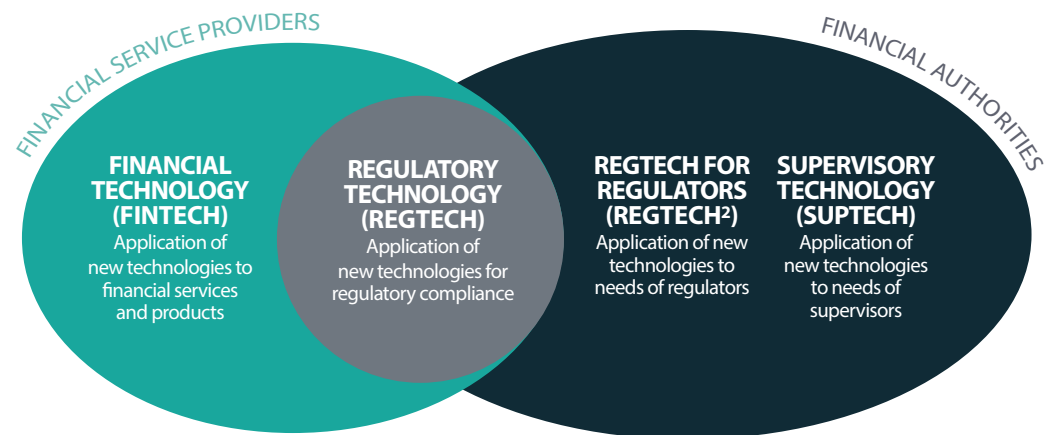 FINANCIAL SERVICE PROVIDERS
FINANCIAL AUTHORITIES
FINANCIAL
TECHNOLOGY
(FINTECH)
Application of
new technologies to
financial services
and products
REGULATORY
TECHNOLOGY
(REGTECH)
Application of
new technologies for
regulatory compliance
REGTECH FOR
REGULATORS
(REGTECH²)
Application of new
technologies to
needs of regulators
SUPERVISORY
TECHNOLOGY
(SUPTECH)
Application of
new technologies
to needs of
supervisors